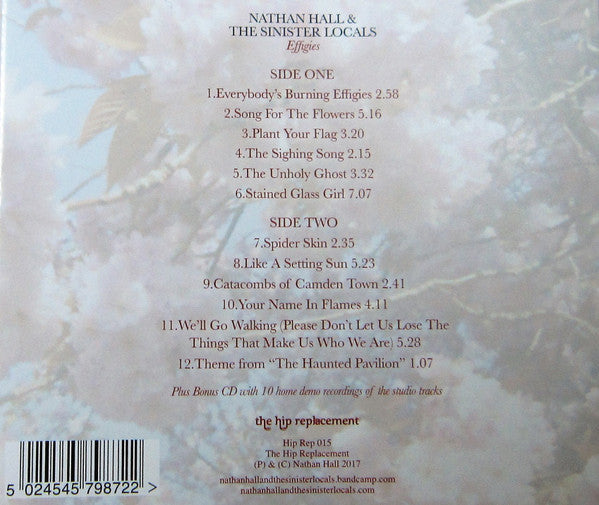 NATHAN HALL &
THE SINISTER LOCALS
Effigies
SIDE ONE
1.Everybody's Burning Effigies 2.58
2.Song For The Flowers 5.16
3.Plant Your Flag 3.20
4.The Sighing Song 2.15
5.The Unholy Ghost 3.32
6.Stained Glass Girl 7.07
SIDE TWO
7.Spider Skin 2.35
8.Like A Setting Sun 5.23
9.Catacombs of Camden Town 2.41
10.Your Name In Flames 4.11
11.We'll Go Walking (Please Don't Let Us Lose The
Things That Make Us Who We Are) 5.28
12.Theme from "The Haunted Pavilion" 1.07
Plus Bonus CD with 10 home demo recordings of the studio tracks
the hip replacement
Hip Rep 015
The Hip Replacement
(P) & (C) Nathan Hall 2017
nathanhallandthesinisterlocals.bandcamp.com
nathanhallandthesinisterlocals.com
5 024545 798722 >